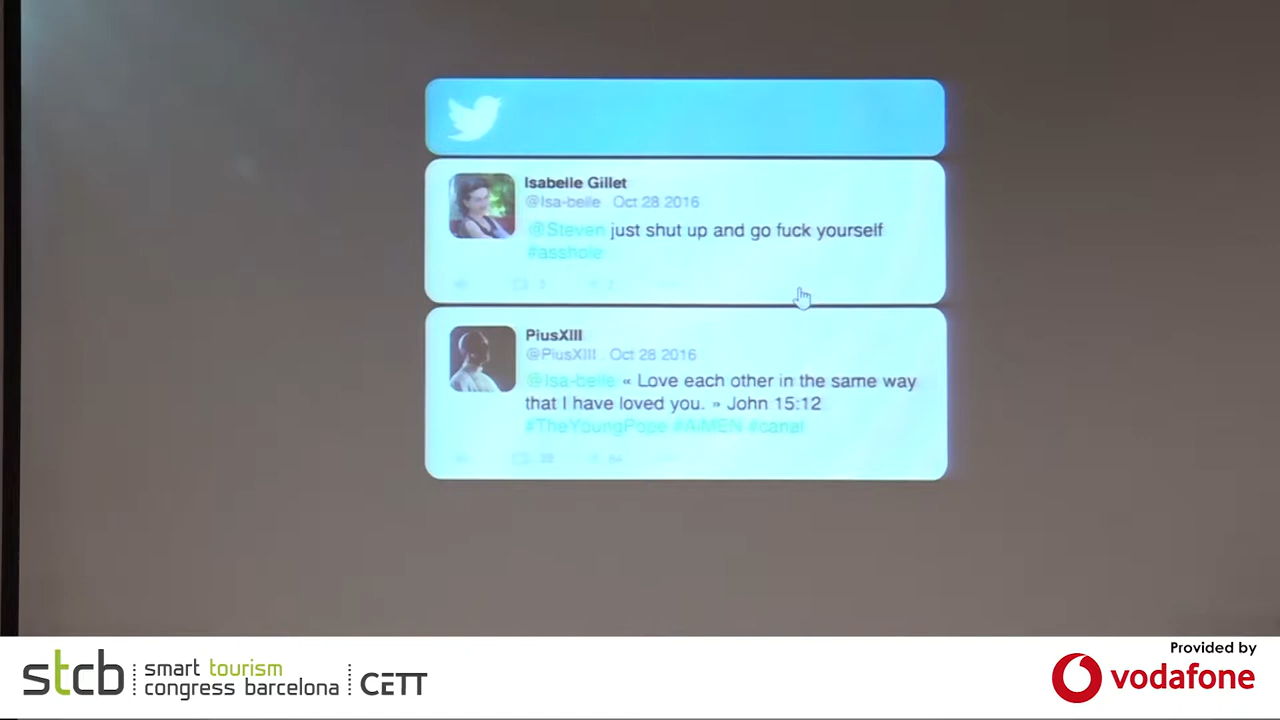 Isabelle Gillet
@Isa-belle Oct 28 2016
@Steven just shut up and go fuck yourself
#asshole
PiusXIII
@PiusXIII . Oct 28 2016
@Isa-belle « Love each other in the same way
that I have loved you. » John 15:12
#TheYoungPope #AiMEN #canal
Provided by
stcb smart tourism
congress barcelona CETT
vodafone